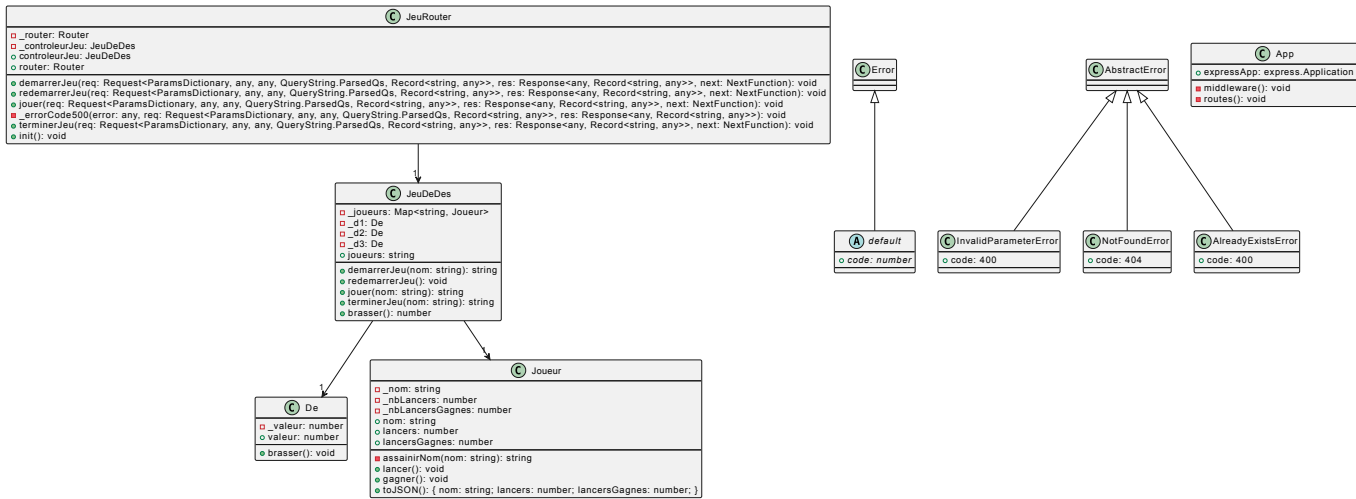 C JeuRouter
_router: Router
_controleurJeu: JeuDeDes
controleurJeu: JeuDeDes
router: Router
demarrerJeu(req: Request<ParamsDictionary, any, any, QueryString.ParsedQs, Record<string, any>>, res: Response<any, Record<string, any>>, next: NextFunction): void
redemarrerJeu(req: Request<ParamsDictionary, any, any, QueryString.ParsedQs, Record<string, any>>, res: Response<any, Record<string, any>>, next: NextFunction): void
jouer(req: Request<ParamsDictionary, any, any, QueryString.ParsedQs, Record<string, any>>, res: Response<any, Record<string, any>>, next: NextFunction): void
_errorCode500(error: any, req: Request<ParamsDictionary, any, any, QueryString.ParsedQs, Record<string, any>>, res: Response<any, Record<string, any>>): void
terminerJeu(req: Request<ParamsDictionary, any, any, QueryString.ParsedQs, Record<string, any>>, res: Response<any, Record<string, any>>, next: NextFunction): void
init(): void
1
C JeuDeDes
_joueurs: Map<string, Joueur>
_d1: De
_d2: De
_d3: De
joueurs: string
demarrerJeu(nom: string): string
redemarrerJeu(): void
jouer(nom: string): string
terminerJeu(nom: string): string
brasser(): number
1
1
C De
_valeur: number
valeur: number
brasser(): void
C Joueur
_nom: string
_nbLancers: number
_nbLancersGagnes: number
nom: string
lancers: number
lancersGagnes: number
assainirNom(nom: string): string
lancer(): void
gagner(): void
toJSON(): { nom: string; lancers: number; lancersGagnes: number; }
C Error
A default
code: number
C AbstractError
C InvalidParameterError
code: 400
C NotFoundError
code: 404
C AlreadyExistsError
code: 400
C App
expressApp: express.Application
middleware(): void
routes(): void